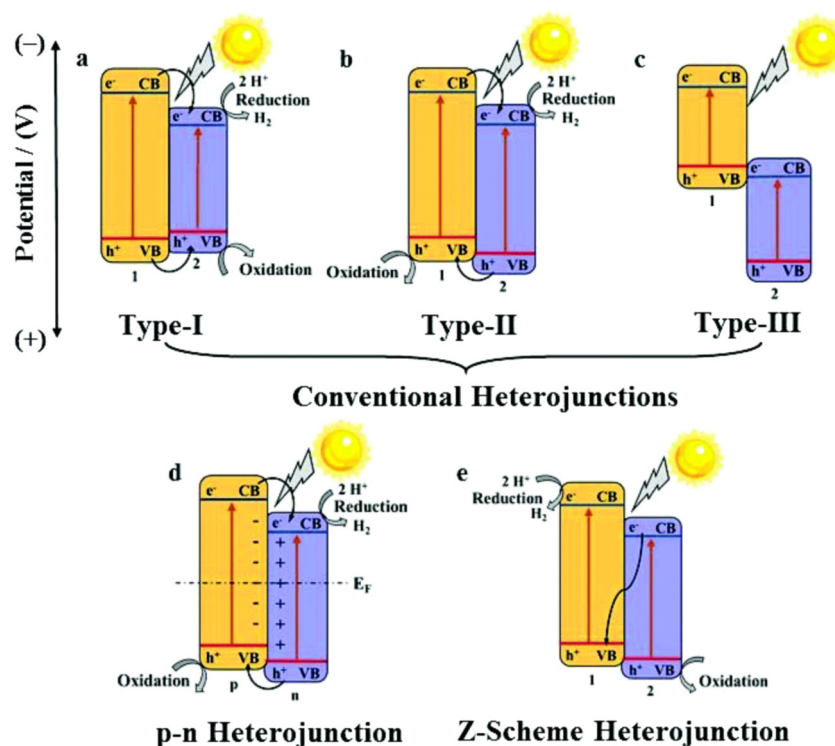 (–)
Potential / (V)
(+)
a
e- CB
2 H+
Reduction
H2
e- CB
h+ VB
h+ VB
Oxidation
1
2
Type-I
b
e- CB
2 H+
Reduction
H2
e- CB
h+ VB
Oxidation
h+ VB
1
2
Type-II
c
e- CB
h+ VB
e- CB
1
h+ VB
2
Type-III
Conventional Heterojunctions
d
e- CB
2 H+
Reduction
H2
e- CB
- +
- +
- +
- +
- +
- +
EF
h+ VB
h+ VB
Oxidation
p
n
p-n Heterojunction
e
2 H+
Reduction
H2
e- CB
e- CB
h+ VB
h+ VB
Oxidation
1
2
Z-Scheme Heterojunction